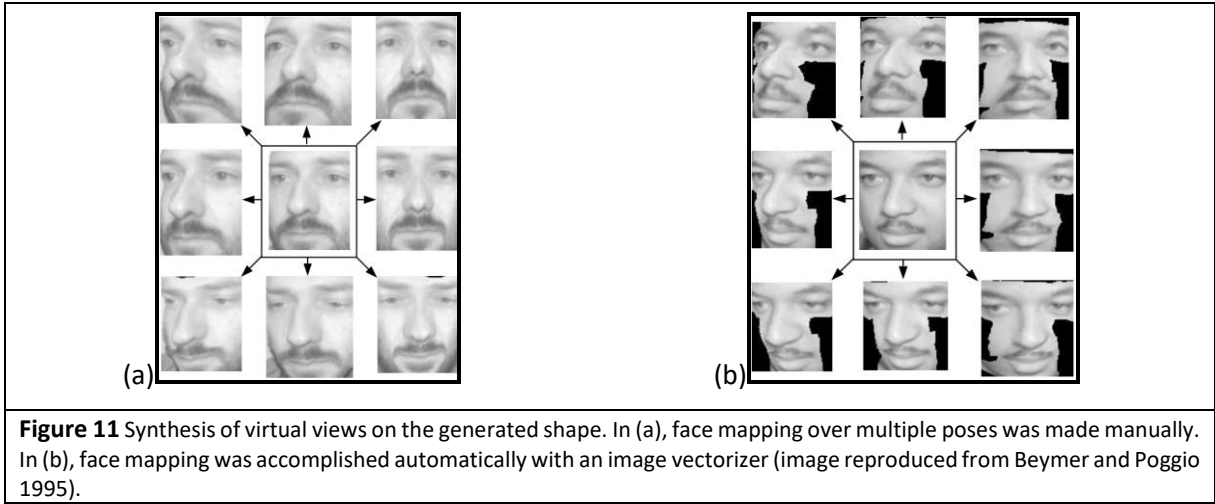 (a)
(b)
Figure 11 Synthesis of virtual views on the generated shape. In (a), face mapping over multiple poses was made manually.
In (b), face mapping was accomplished automatically with an image vectorizer (image reproduced from Beymer and Poggio
1995).